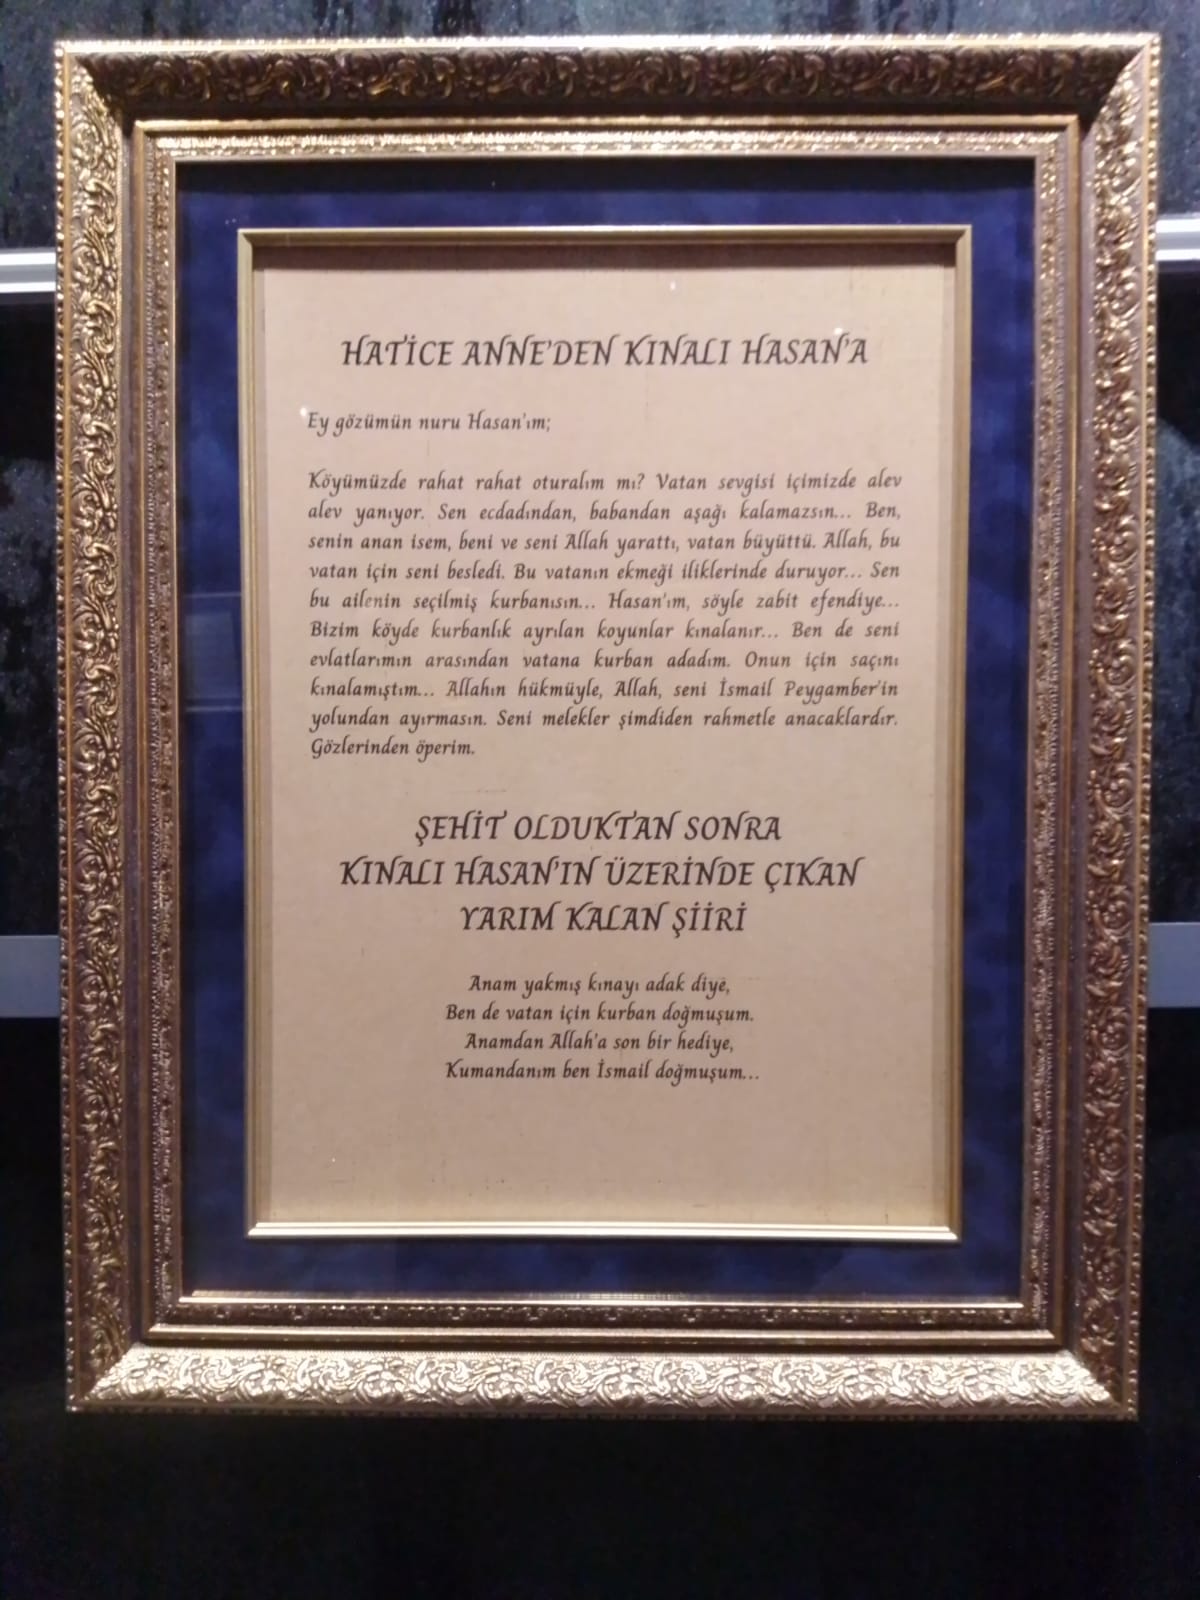 HATİCE ANNE'DEN KINALI HASAN'A
Ey gözümün nuru Hasan'ım;
Köyümüzde rahat rahat oturalım mı? Vatan sevgisi içimizde alev
alev yanıyor. Sen ecdadından, babandan aşağı kalamazsın... Ben,
senin anan isem, beni ve seni Allah yarattı, vatan büyüttü. Allah, bu
vatan için seni besledi. Bu vatanın ekmeği iliklerinde duruyor... Sen
bu ailenin seçilmiş kurbanısın... Hasan'ım, söyle zabit efendiye...
Bizim köyde kurbanlık ayrılan koyunlar kınalanır... Ben de seni
evlatlarımın arasından vatana kurban adadım. Onun için saçını
kınalamıştım... Allahın hükmüyle, Allah, seni İsmail Peygamber'in
yolundan ayırmasın. Seni melekler şimdiden rahmetle anacaklardır.
Gözlerinden öperim.
ŞEHİT OLDUKTAN SONRA
KINALI HASAN'IN ÜZERİNDE ÇIKAN
YARIM KALAN ŞİİRİ
Anam yakmış kınayı adak diye,
Ben de vatan için kurban doğmuşum.
Anamdan Allah'a son bir hediye,
Kumandanım ben İsmail doğmuşum...